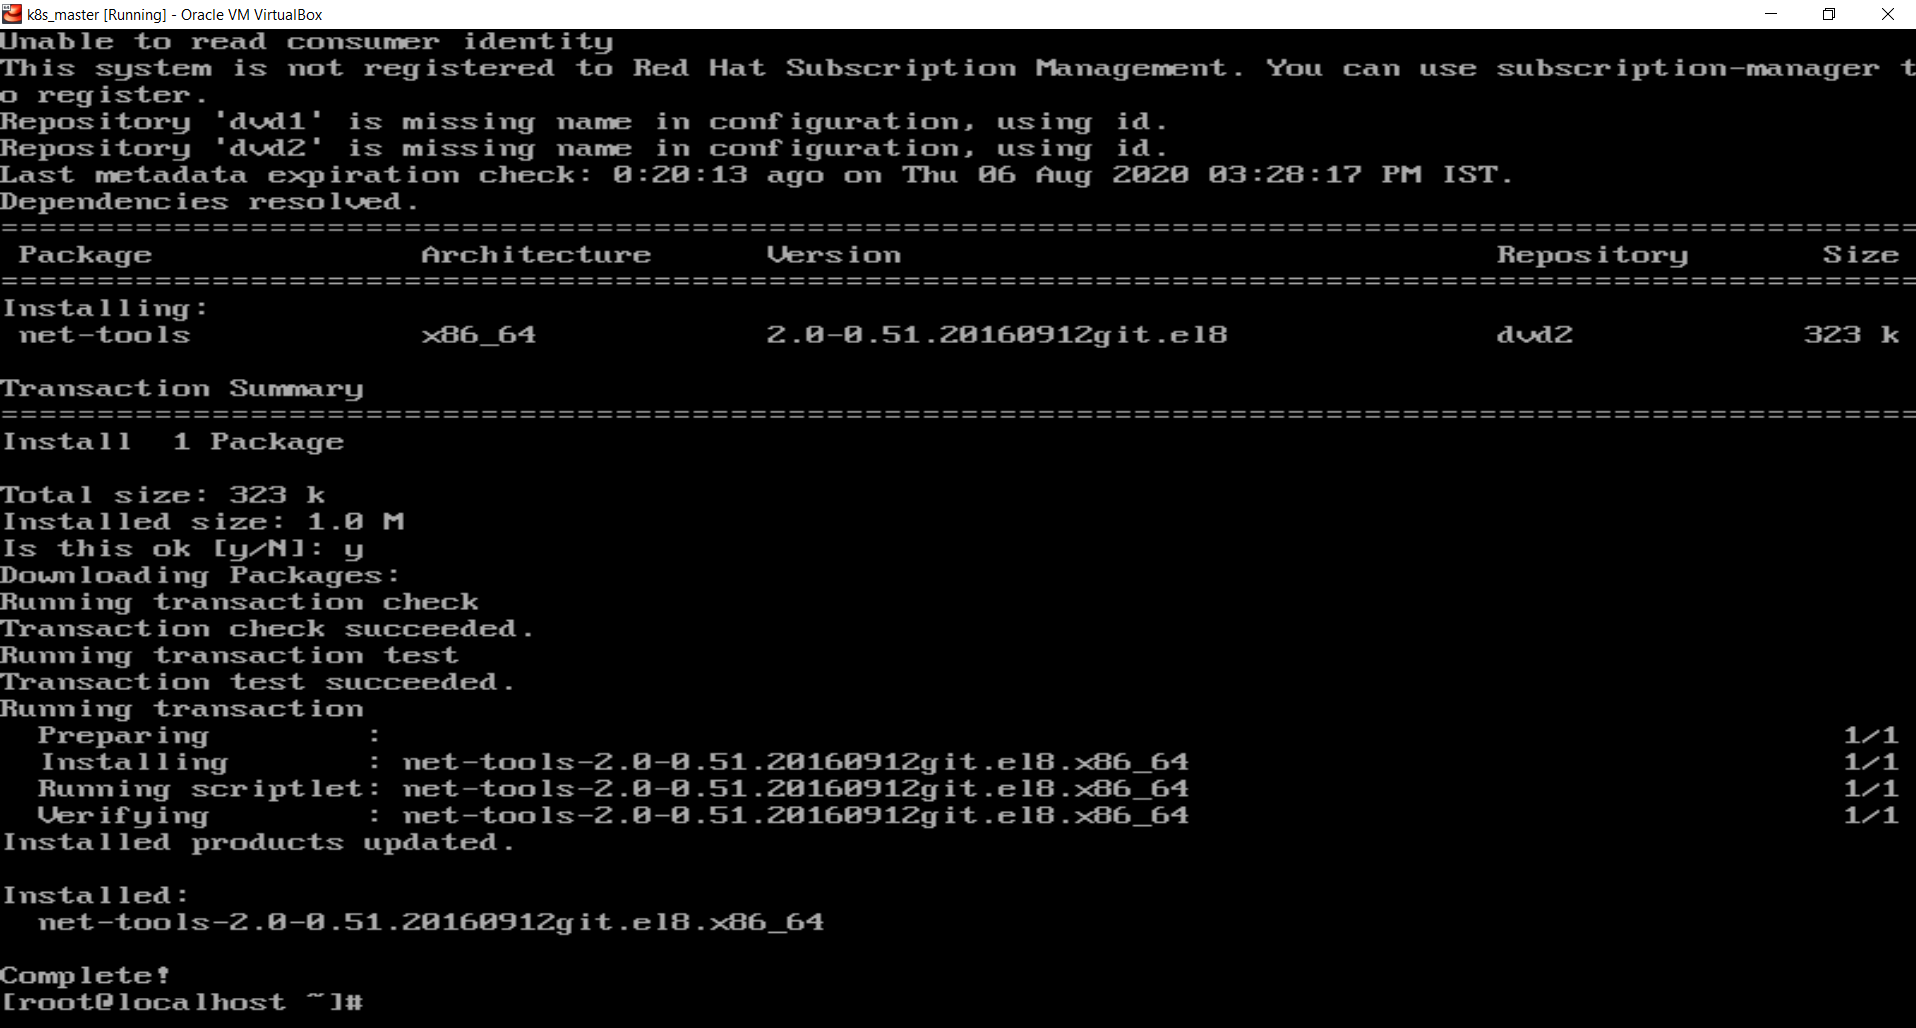 k8s_master [Running] - Oracle VM VirtualBox
Unable to read consumer identity
This system is not registered to Red Hat Subscription Management. You can use subscription-manager t
o register.
Repository 'dvd1' is missing name in configuration, using id.
Repository 'dvd2' is missing name in configuration, using id.
Last metadata expiration check: 0:20:13 ago on Thu 06 Aug 2020 03:28:17 PM IST.
Dependencies resolved.
====================================================================================================
 Package              Architecture      Version                               Repository       Size
====================================================================================================
Installing:
 net-tools            x86_64            2.0-0.51.20160912git.el8              dvd2            323 k

Transaction Summary
====================================================================================================
Install  1 Package

Total size: 323 k
Installed size: 1.0 M
Is this ok [y/N]: y
Downloading Packages:
Running transaction check
Transaction check succeeded.
Running transaction test
Transaction test succeeded.
Running transaction
  Preparing        :                                                                            1/1
  Installing       : net-tools-2.0-0.51.20160912git.el8.x86_64                                  1/1
  Running scriptlet: net-tools-2.0-0.51.20160912git.el8.x86_64                                  1/1
  Verifying        : net-tools-2.0-0.51.20160912git.el8.x86_64                                  1/1
Installed products updated.

Installed:
  net-tools-2.0-0.51.20160912git.el8.x86_64

Complete!
[root@localhost ~]#